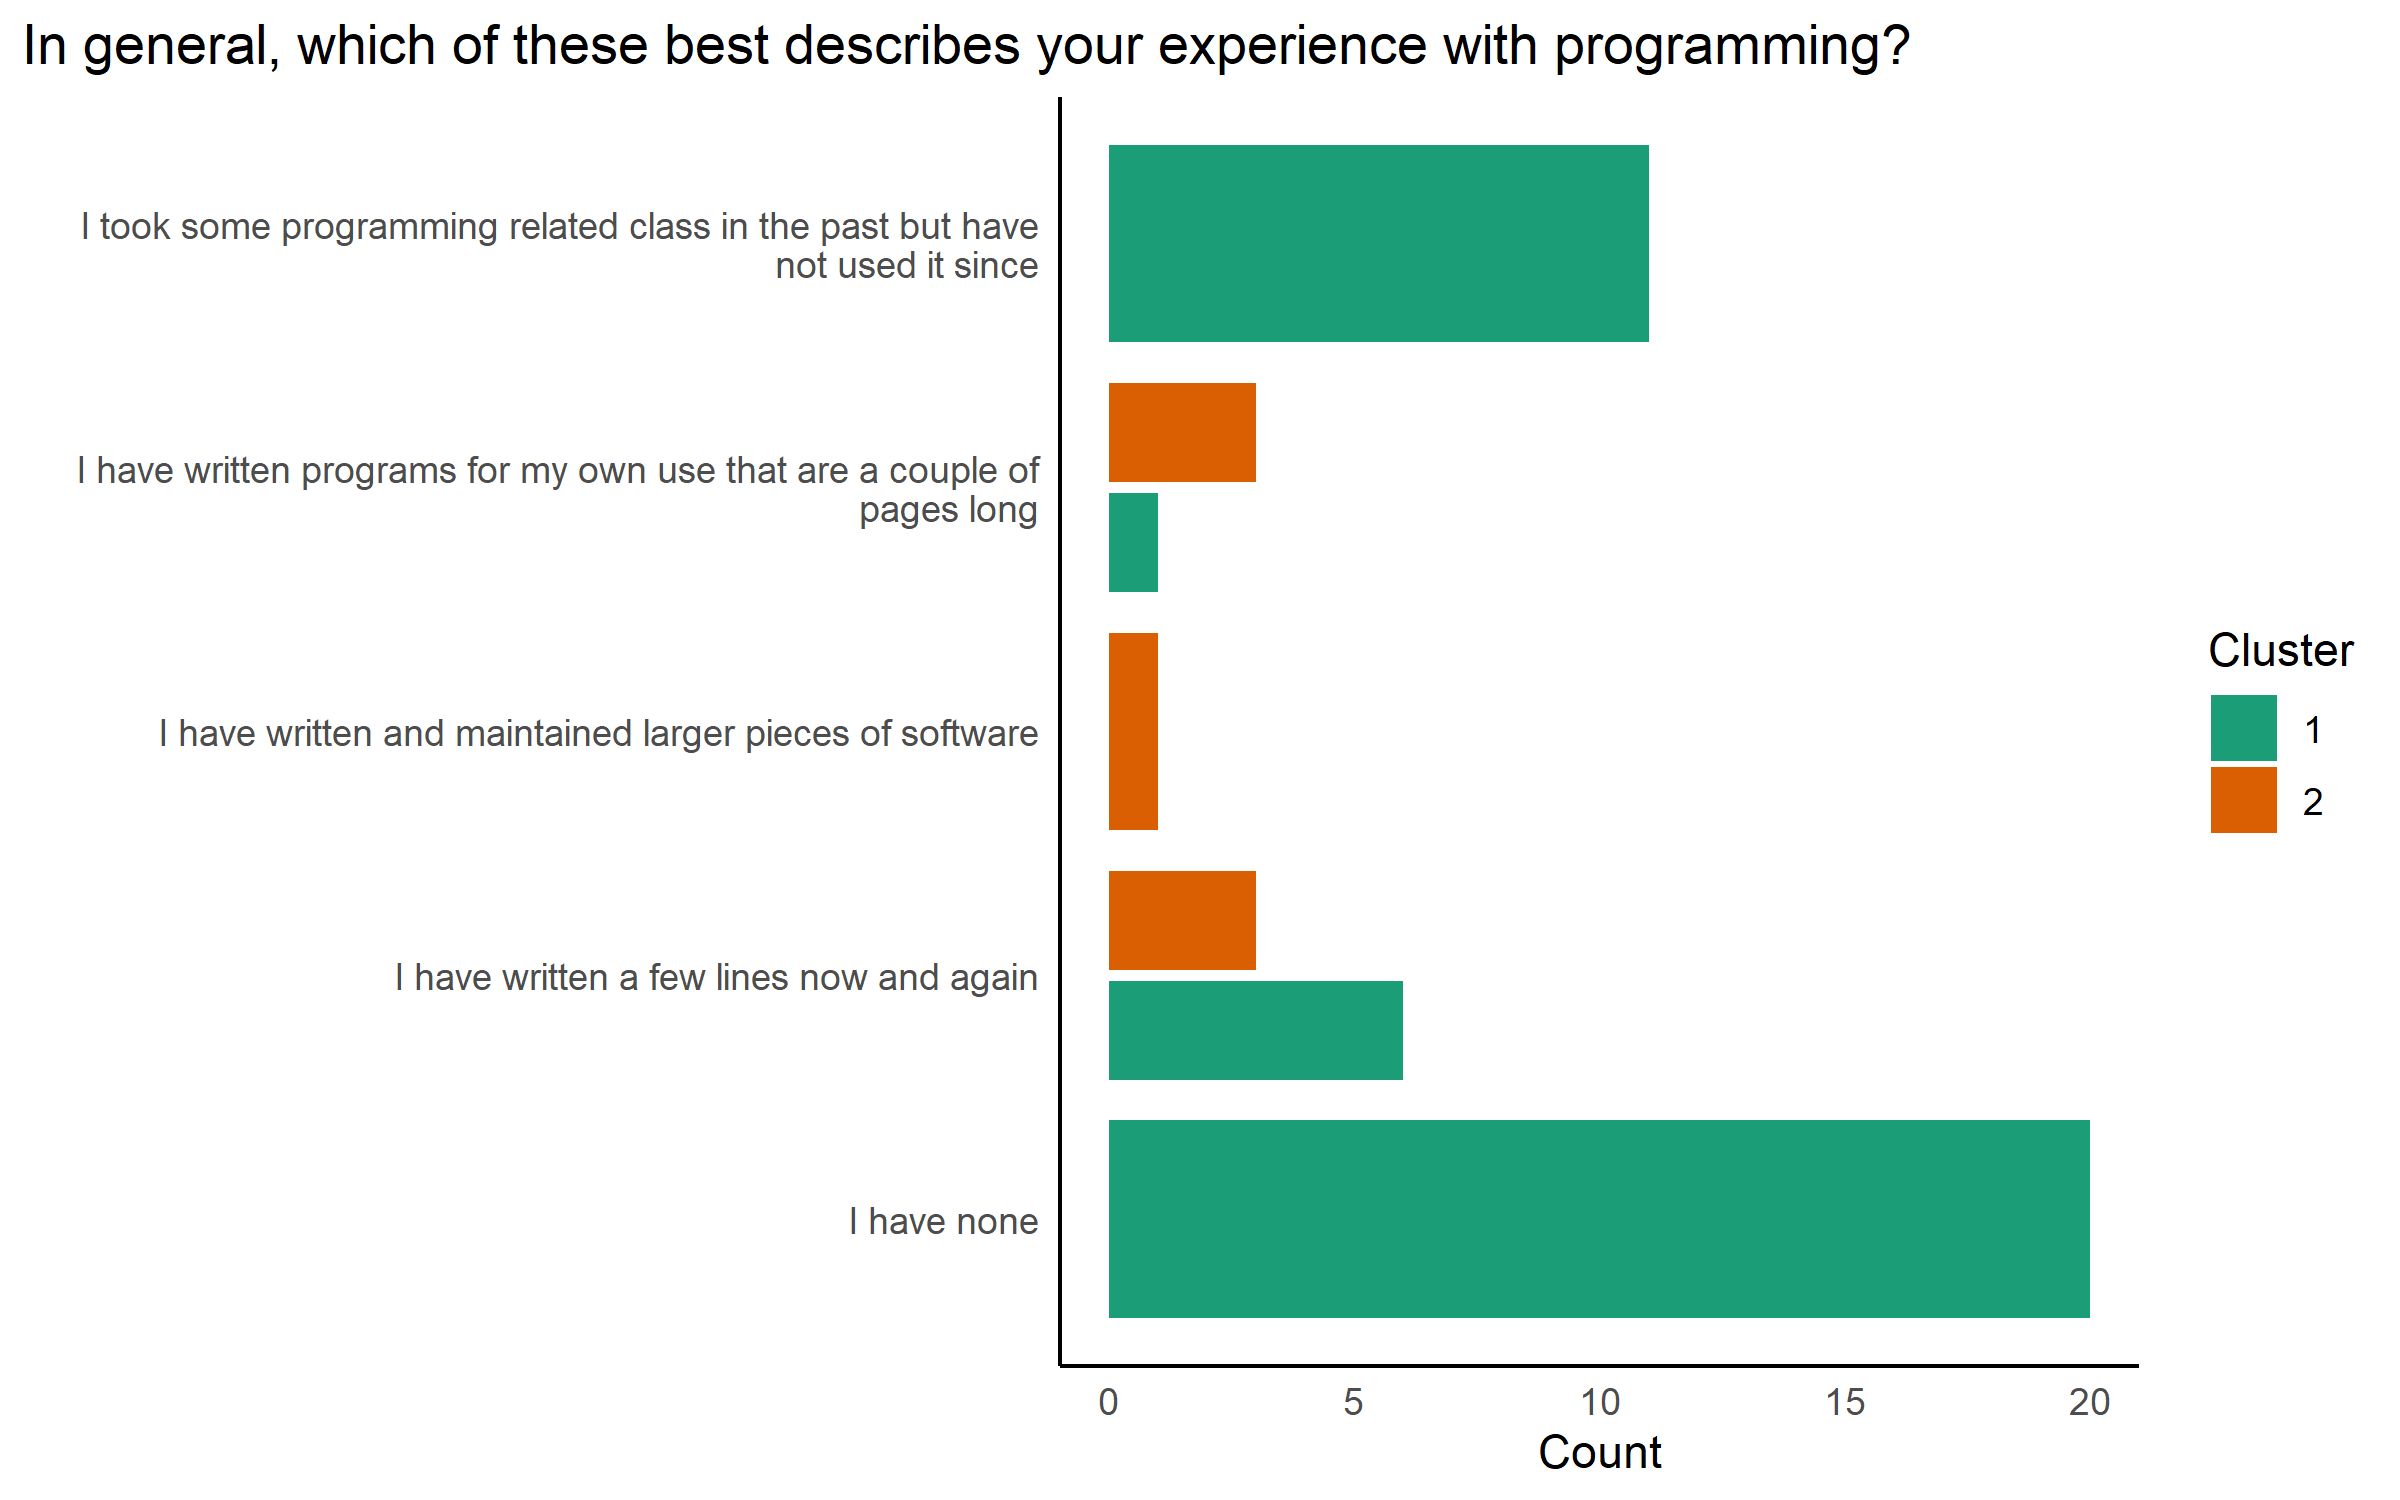 In general, which of these best describes your experience with programming?
I took some programming related class in the past but have
not used it since
I have written programs for my own use that are a couple of
pages long
I have written and maintained larger pieces of software
I have written a few lines now and again
I have none
0 5 10 15 20
Count
Cluster
1
2